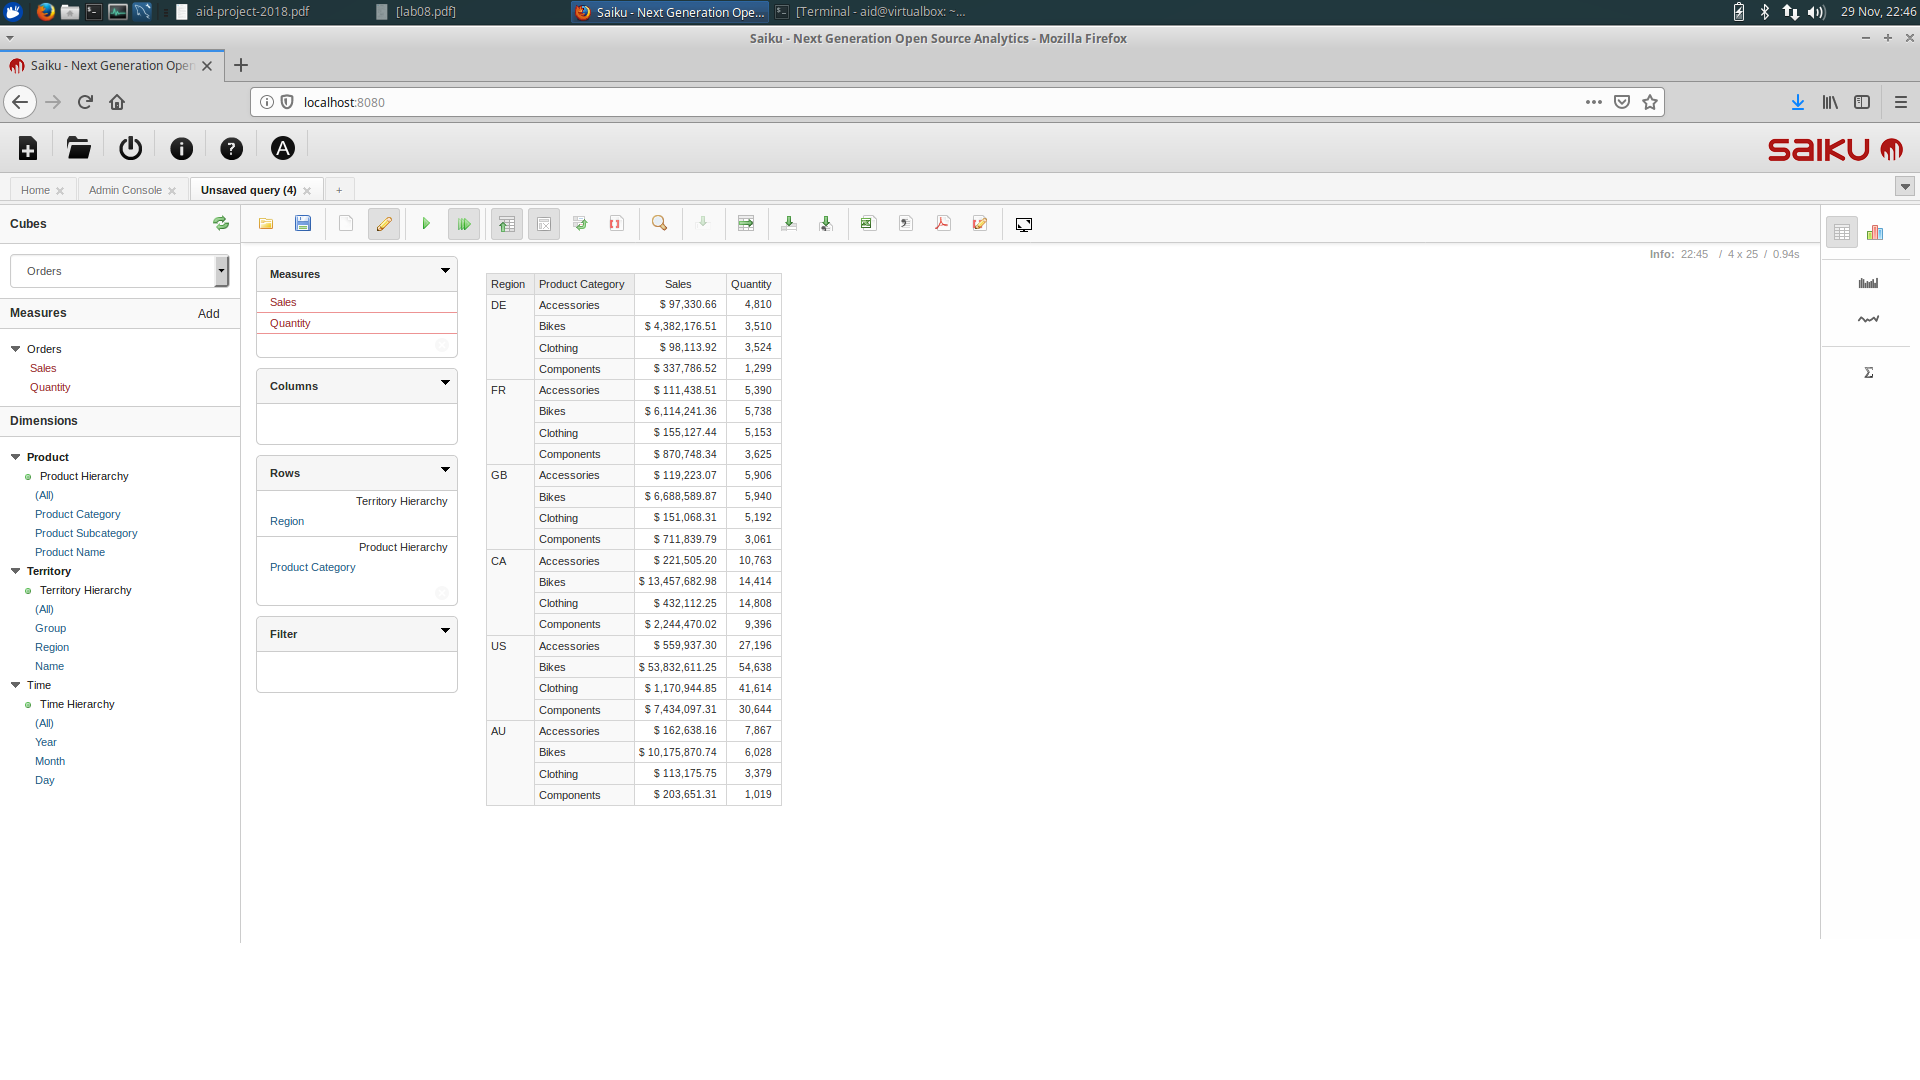 aid-project-2018.pdf [lab08.pdf] Saiku - Next Generation Ope... [Terminal - aid@virtualbox: ~... 29 Nov, 22:46
Saiku - Next Generation Open Source Analytics - Mozilla Firefox
Saiku - Next Generation Open
localhost:8080
saiku
Home Admin Console Unsaved query (4) +
Cubes
Info: 22:45 / 4 x 25 / 0.94s
Orders
Measures Add
Orders
Sales
Quantity
Dimensions
Product
Product Hierarchy
(All)
Product Category
Product Subcategory
Product Name
Territory
Territory Hierarchy
(All)
Group
Region
Name
Time
Time Hierarchy
(All)
Year
Month
Day
Measures
Sales
Quantity
Columns
Rows
Territory Hierarchy
Region
Product Hierarchy
Product Category
Filter
Region Product Category Sales Quantity
DE Accessories $ 97,330.66 4,810
Bikes $ 4,382,176.51 3,510
Clothing $ 98,113.92 3,524
Components $ 337,786.52 1,299
FR Accessories $ 111,438.51 5,390
Bikes $ 6,114,241.36 5,738
Clothing $ 155,127.44 5,153
Components $ 870,748.34 3,625
GB Accessories $ 119,223.07 5,906
Bikes $ 6,688,589.87 5,940
Clothing $ 151,068.31 5,192
Components $ 711,839.79 3,061
CA Accessories $ 221,505.20 10,763
Bikes $ 13,457,682.98 14,414
Clothing $ 432,112.25 14,808
Components $ 2,244,470.02 9,396
US Accessories $ 559,937.30 27,196
Bikes $ 53,832,611.25 54,638
Clothing $ 1,170,944.85 41,614
Components $ 7,434,097.31 30,644
AU Accessories $ 162,638.16 7,867
Bikes $ 10,175,870.74 6,028
Clothing $ 113,175.75 3,379
Components $ 203,651.31 1,019
Σ